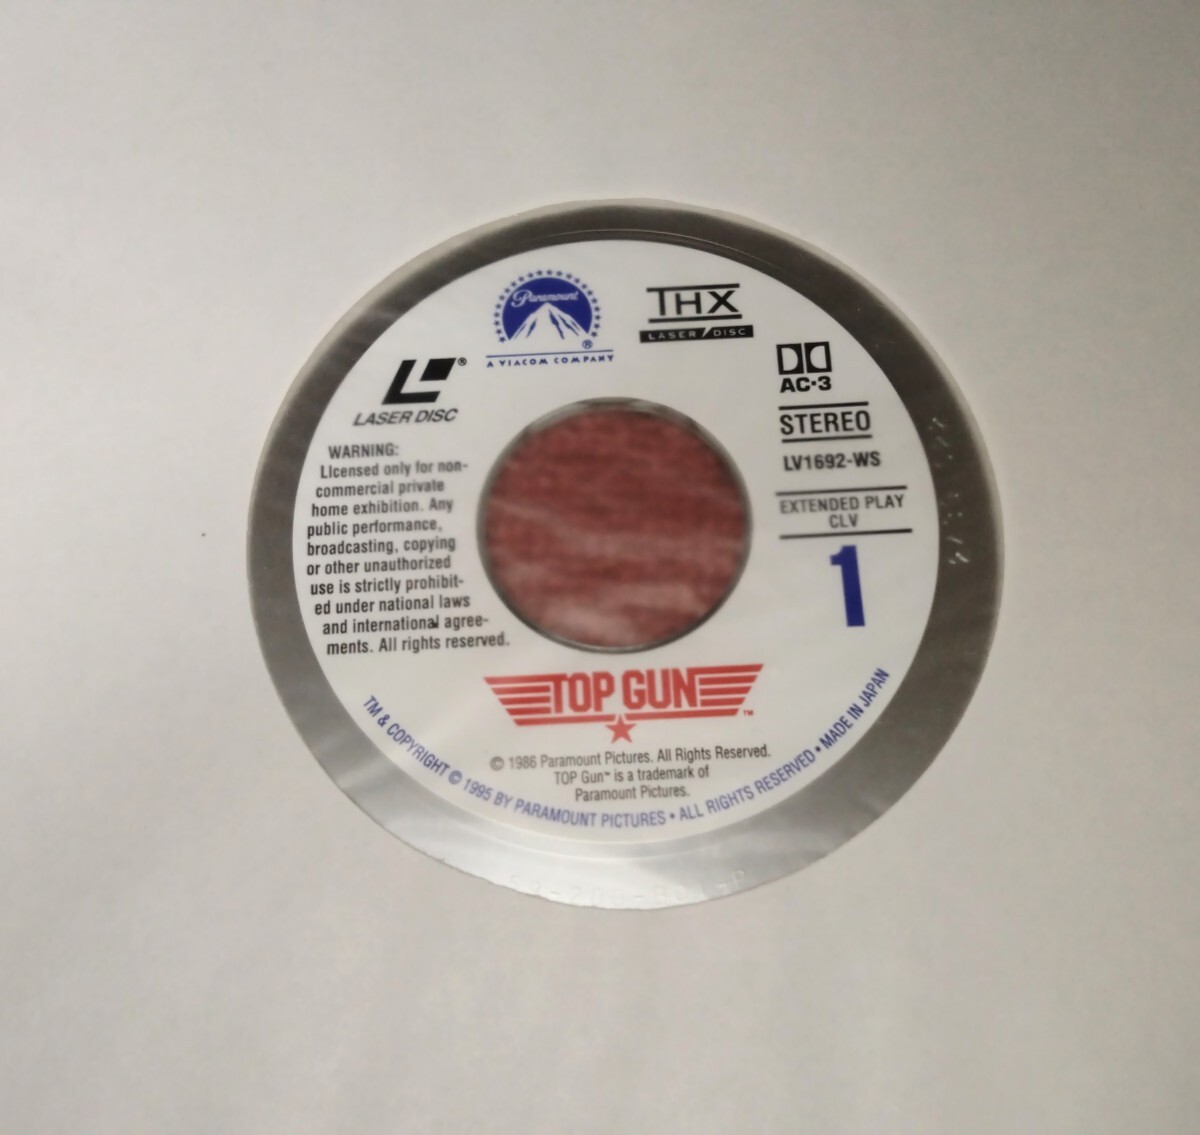 Paramount
®
A VIACOM COMPANY
THX
LASER DISC
®
LASER DISC
AC-3
STEREO
LV1692-WS
EXTENDED PLAY
CLV
1
WARNING:
Licensed only for non-
commercial private
home exhibition. Any
public performance,
broadcasting, copying
or other unauthorized
use is strictly prohibit-
ed under national laws
and international agree-
ments. All rights reserved.
TOP GUN™
© 1986 Paramount Pictures. All Rights Reserved.
TOP Gun™ is a trademark of
Paramount Pictures.
TM & COPYRIGHT © 1995 BY PARAMOUNT PICTURES • ALL RIGHTS RESERVED • MADE IN JAPAN